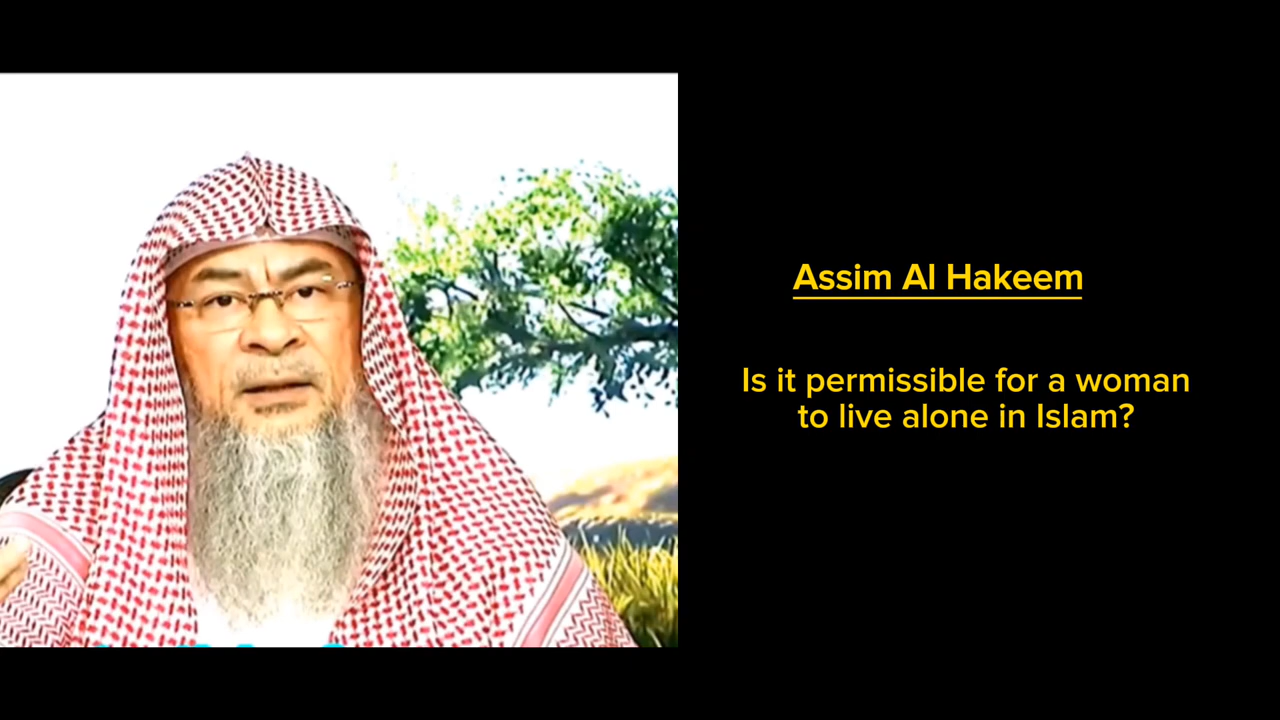 Assim Al Hakeem
Is it permissible for a woman
to live alone in Islam?